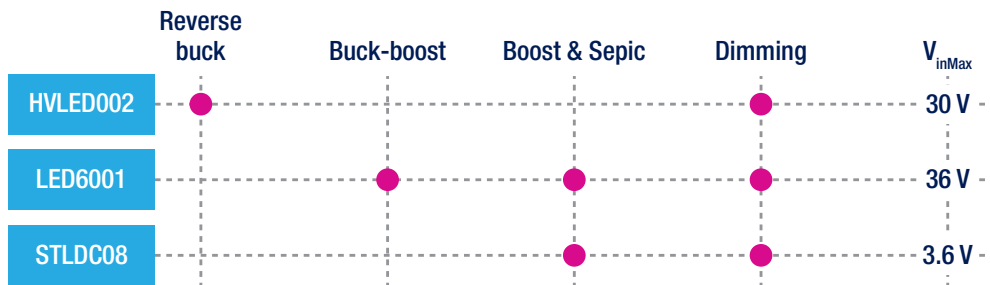 Reverse
buck
Buck-boost
Boost & Sepic
Dimming
VinMax
HVLED002
30 V
LED6001
36 V
STLDC08
3.6 V